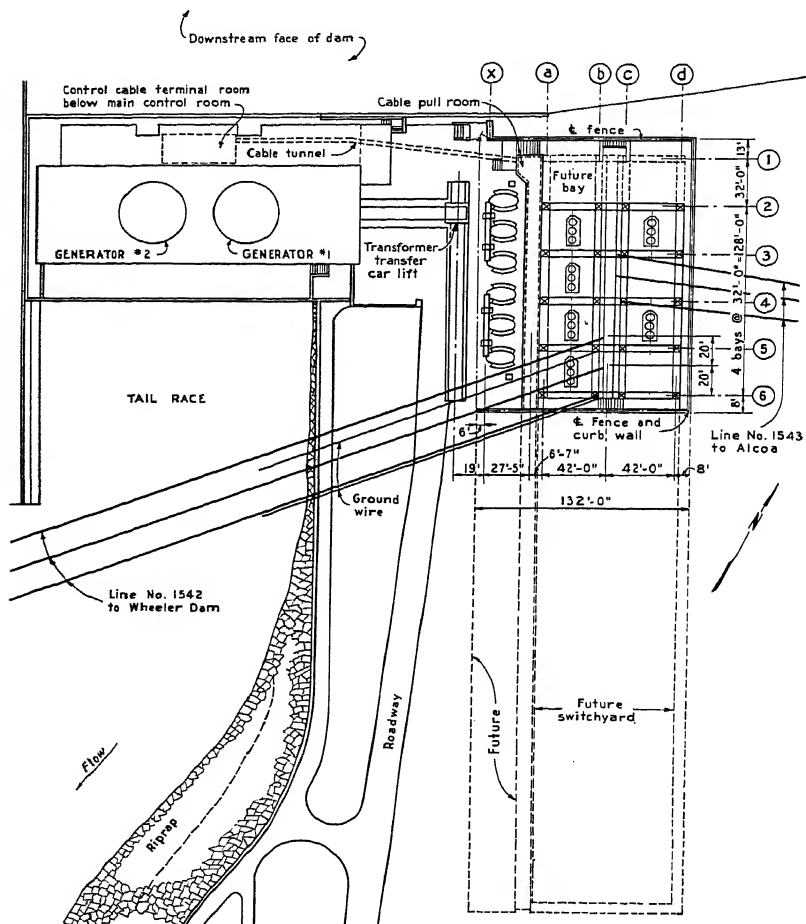 Downstream face of dam
Control cable terminal room
below main control room
Cable pull room
X
a
b
c
d
℄ fence
Cable tunnel
Future
bay
13'
32'-0"
1
2
3
4
5
6
GENERATOR #2
GENERATOR #1
Transformer
transfer
car lift
4 bays @ 32'-0" = 128'-0"
20'
20'
8'
TAIL RACE
Line No. 1543
to Alcoa
℄ Fence and
curb wall
6'
6'-7"
19'
27'-5"
42'-0"
42'-0"
8'
132'-0"
Ground
wire
N
Line No. 1542
to Wheeler Dam
Roadway
Future
Future
switchyard
Flow
Riprap